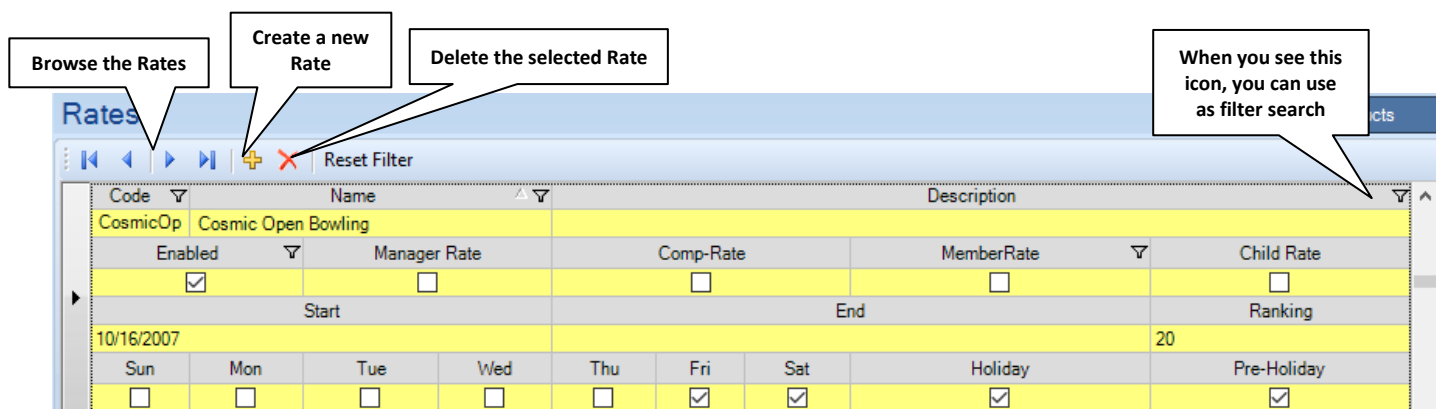 Browse the Rates
Create a new
Rate
Delete the selected Rate
When you see this
icon, you can use
as filter search
Rates
Reset Filter
Code Name Description
CosmicOp Cosmic Open Bowling
Enabled Manager Rate Comp-Rate MemberRate Child Rate
Start End Ranking
10/16/2007 20
Sun Mon Tue Wed Thu Fri Sat Holiday Pre-Holiday